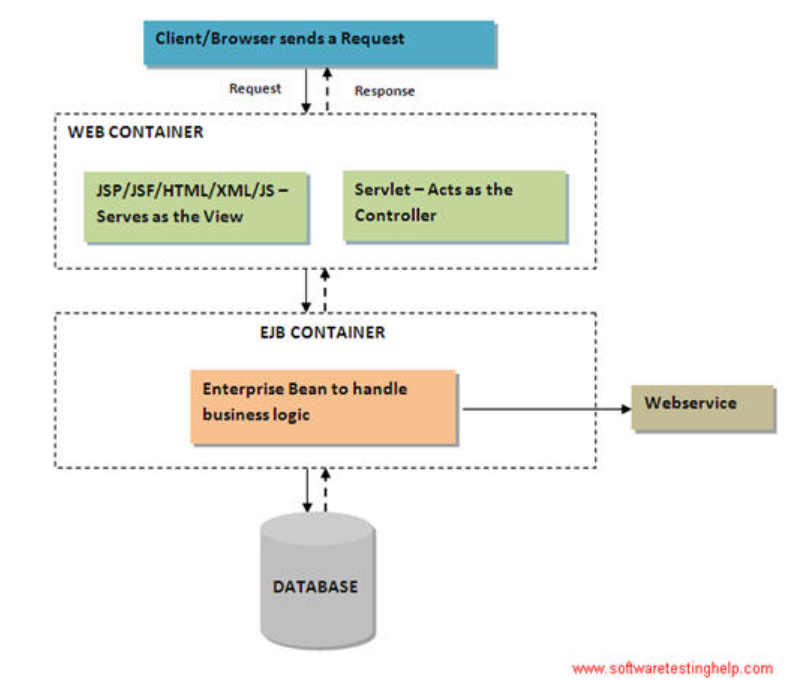 Client/Browser sends a Request
Request
Response
WEB CONTAINER
JSP/JSF/HTML/XML/JS –
Serves as the View
Servlet – Acts as the
Controller
EJB CONTAINER
Enterprise Bean to handle
business logic
Webservice
DATABASE
www.softwaretestinghelp.com